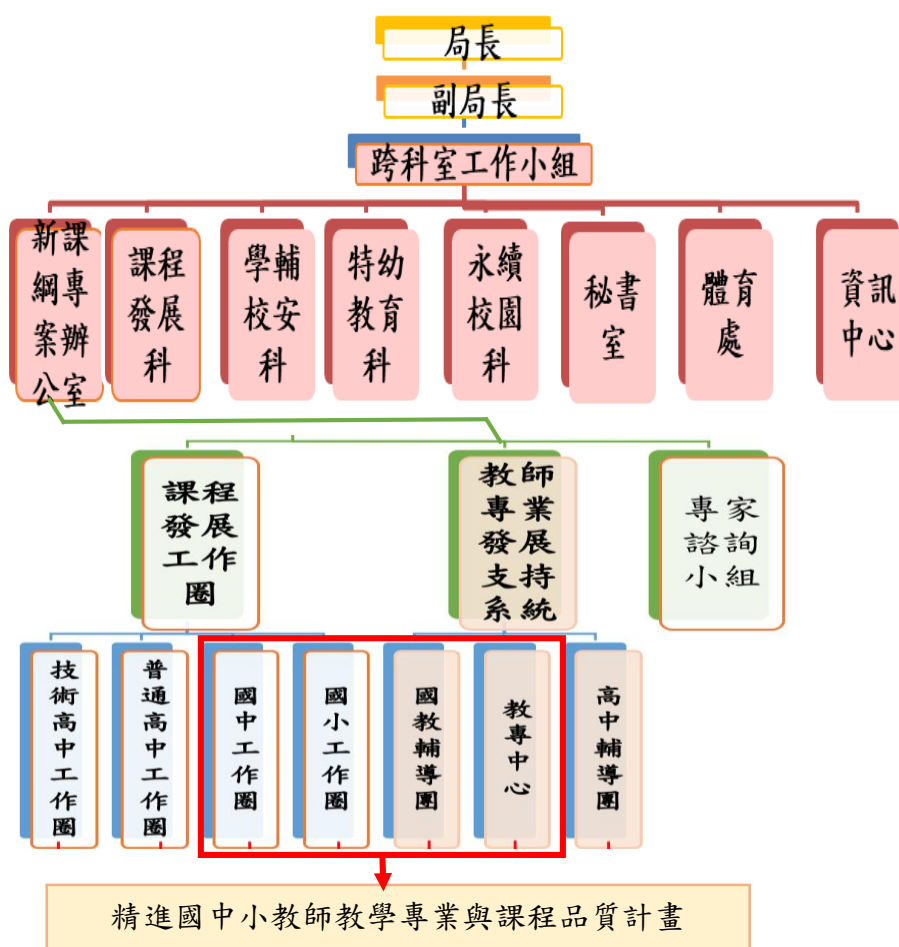 局長
副局長
跨科室工作小組
新課
綱專
案辦
公室
課程
發展
科
學輔
校安
科
特幼
教育
科
永續
校園
科
秘書
室
體育
處
資訊
中心
課程
發展
工作
圈
教師
專業
發展
支持
系統
專家
諮詢
小組
技術高中工作圈
普通高中工作圈
國中工作圈
國小工作圈
國教輔導團
教專中心
高中輔導團
精進國中小教師教學專業與課程品質計畫